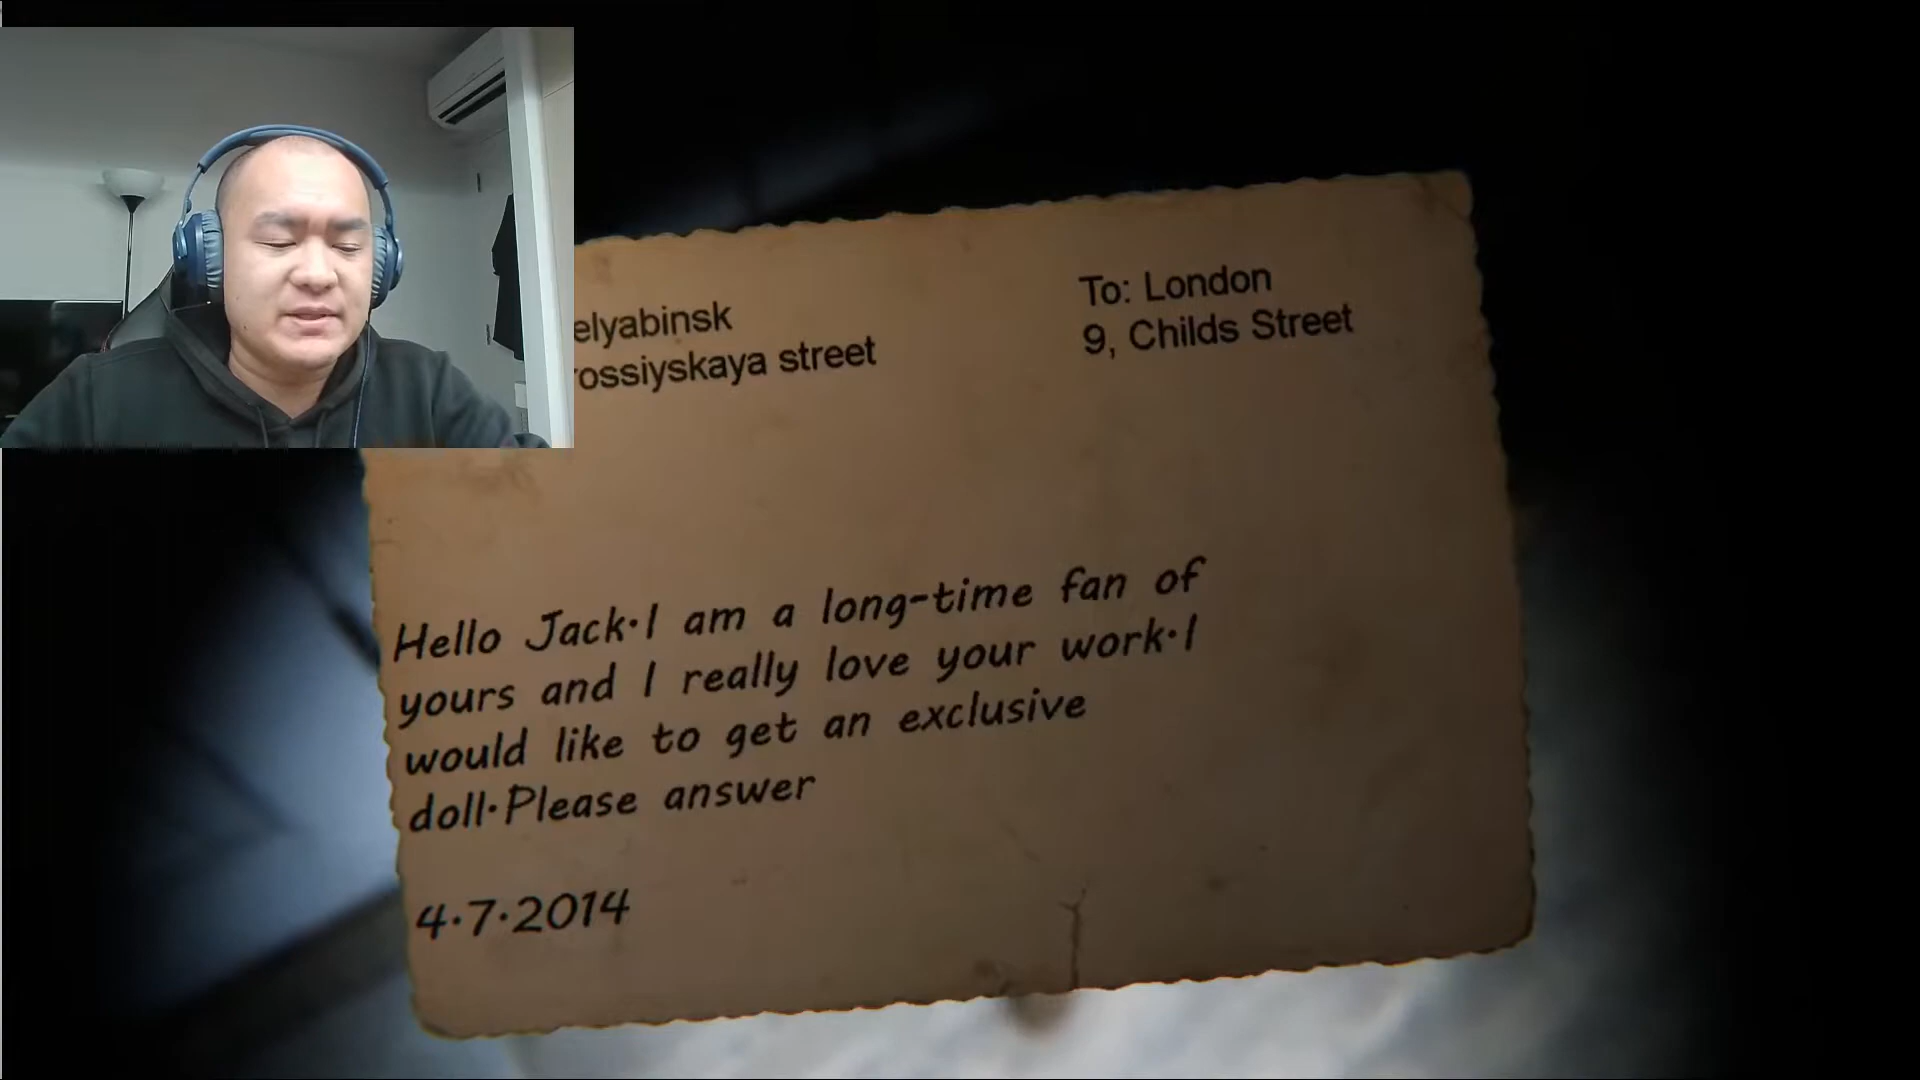 elyabinsk
rossiyskaya street
To: London
9, Childs Street
Hello Jack.I am a long-time fan of
yours and I really love your work.I
would like to get an exclusive
doll.Please answer
4.7.2014